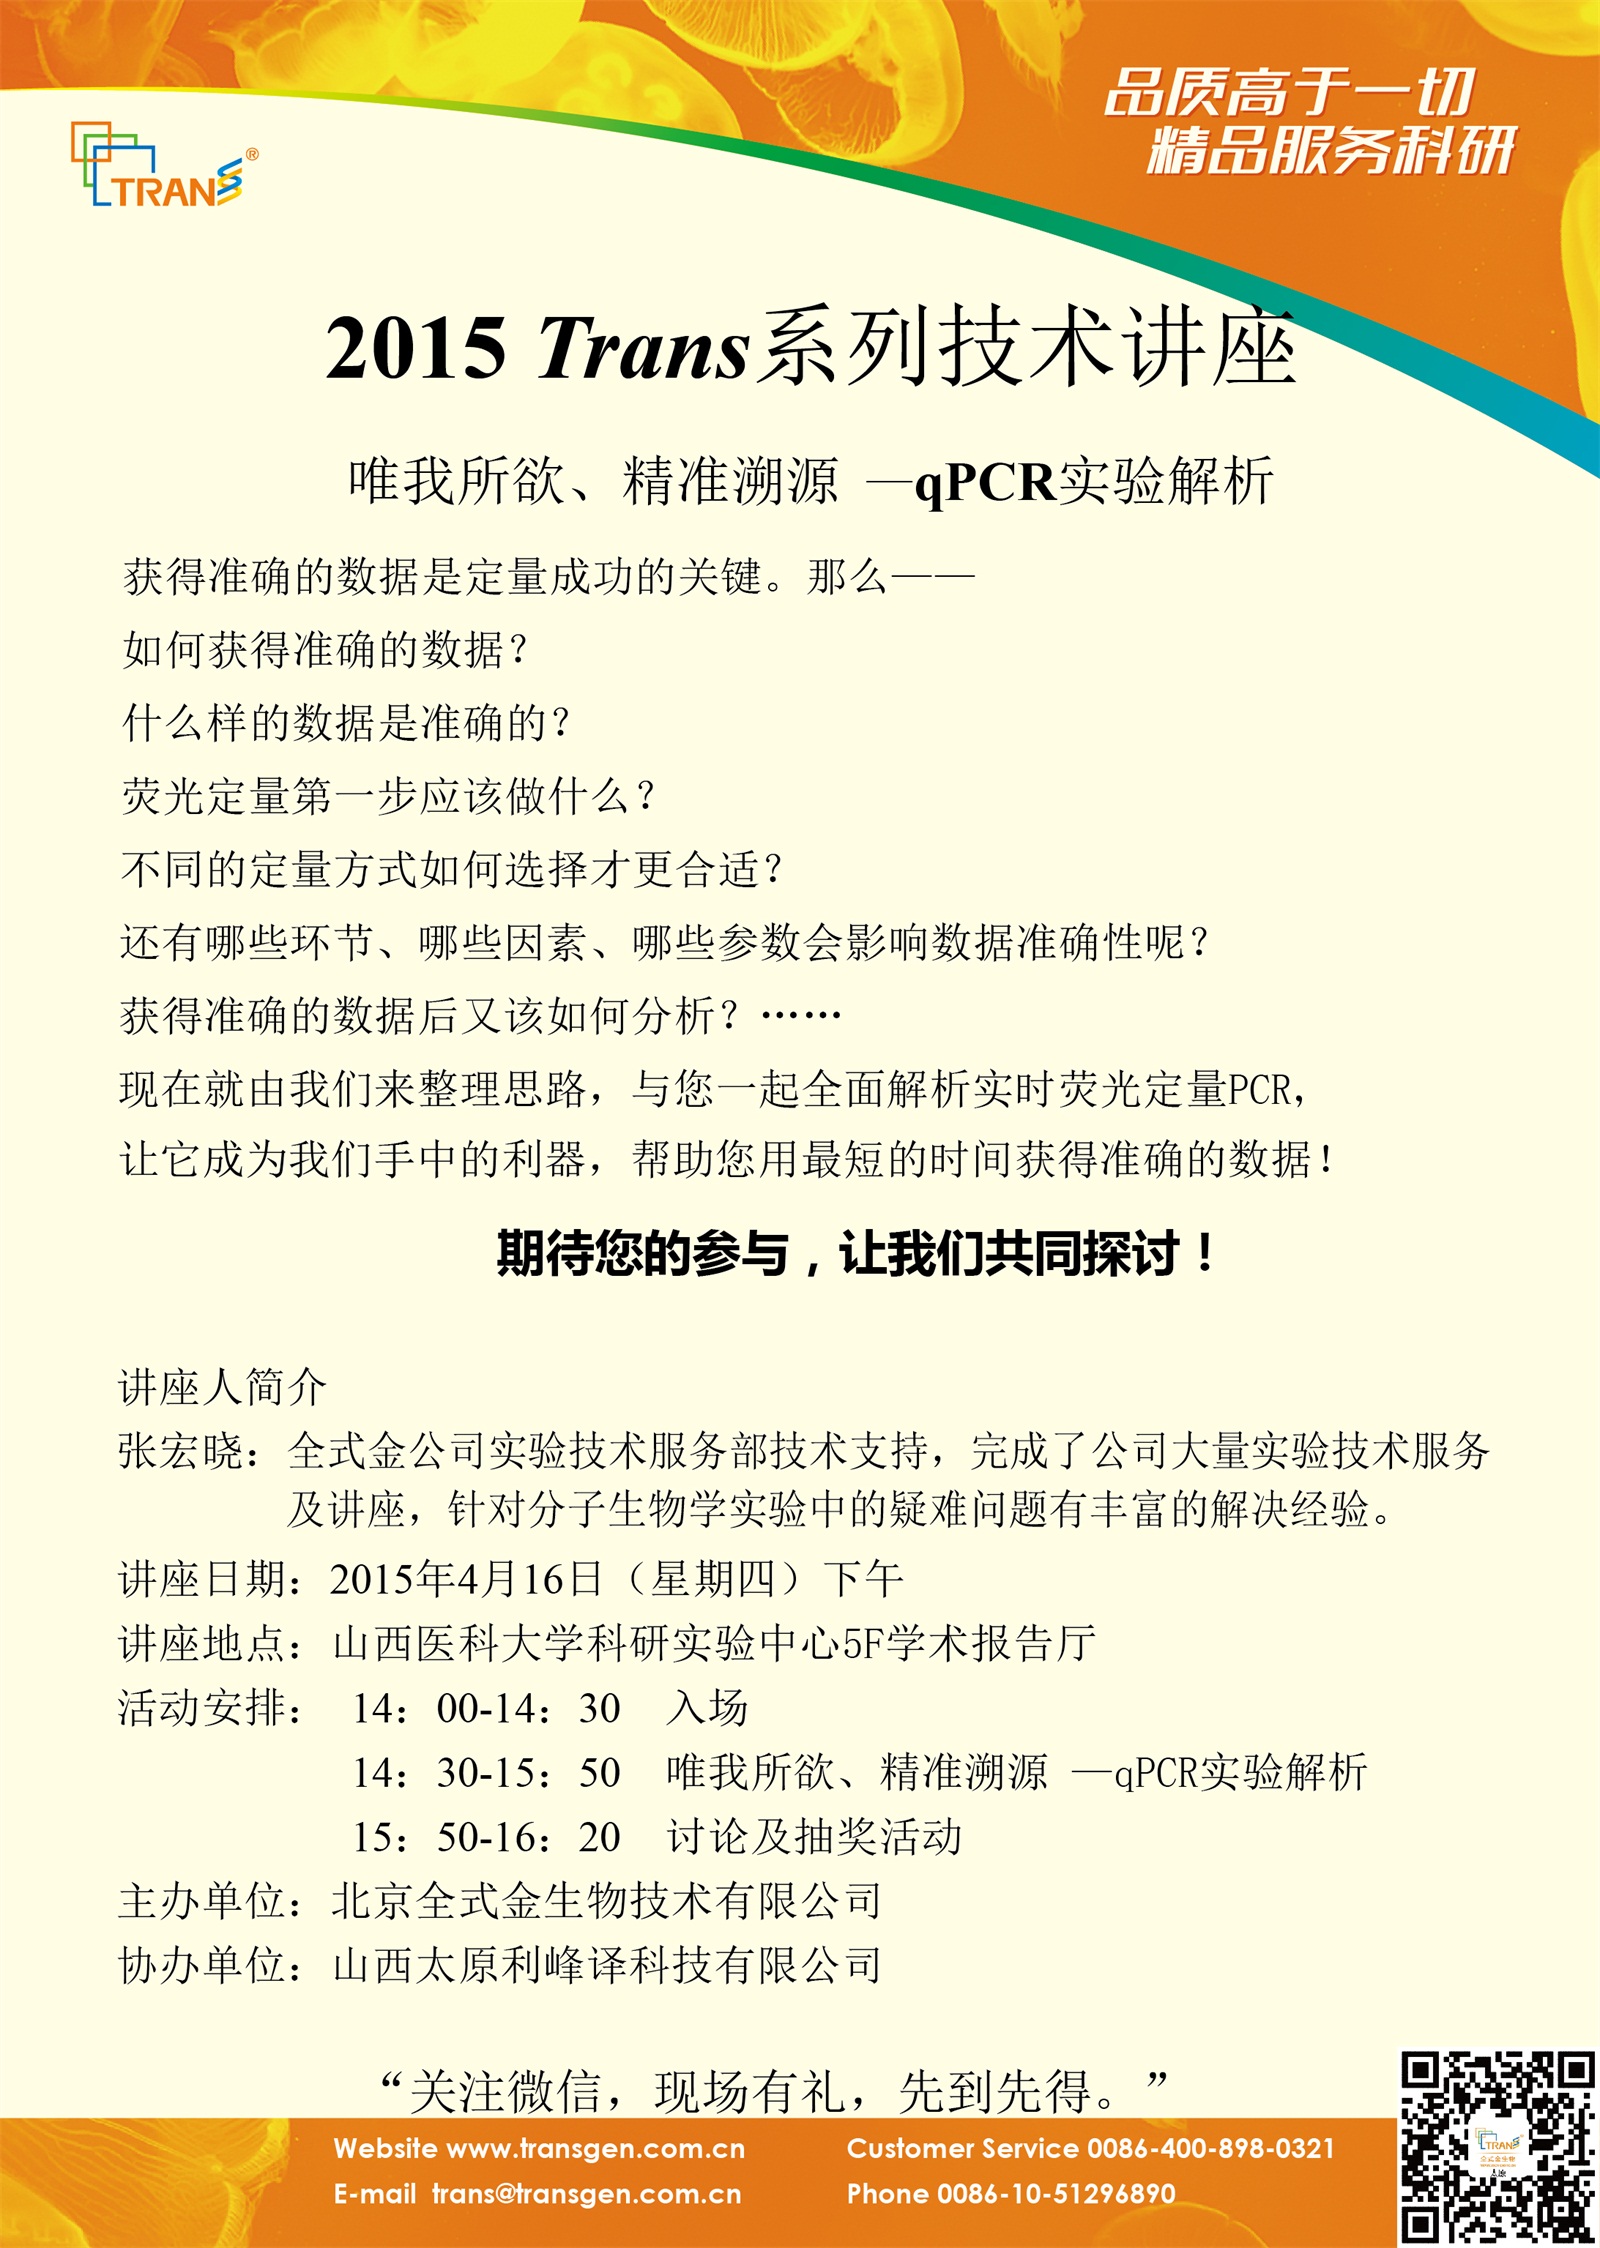 品质高于一切
精品服务科研
TRANS®
2015 Trans系列技术讲座
唯我所欲、精准溯源 —qPCR实验解析
获得准确的数据是定量成功的关键。那么——
如何获得准确的数据？
什么样的数据是准确的？
荧光定量第一步应该做什么？
不同的定量方式如何选择才更合适？
还有哪些环节、哪些因素、哪些参数会影响数据准确性呢？
获得准确的数据后又该如何分析？……
现在就由我们来整理思路，与您一起全面解析实时荧光定量PCR，
让它成为我们手中的利器，帮助您用最短的时间获得准确的数据！
期待您的参与，让我们共同探讨！
讲座人简介
张宏晓：全式金公司实验技术服务部技术支持，完成了公司大量实验技术服务
及讲座，针对分子生物学实验中的疑难问题有丰富的解决经验。
讲座日期：2015年4月16日（星期四）下午
讲座地点：山西医科大学科研实验中心5F学术报告厅
活动安排： 14：00-14：30 入场
14：30-15：50 唯我所欲、精准溯源 —qPCR实验解析
15：50-16：20 讨论及抽奖活动
主办单位：北京全式金生物技术有限公司
协办单位：山西太原利峰译科技有限公司
“关注微信，现场有礼，先到先得。”
Website www.transgen.com.cn
Customer Service 0086-400-898-0321
E-mail trans@transgen.com.cn
Phone 0086-10-51296890
TRANS
全式金生物